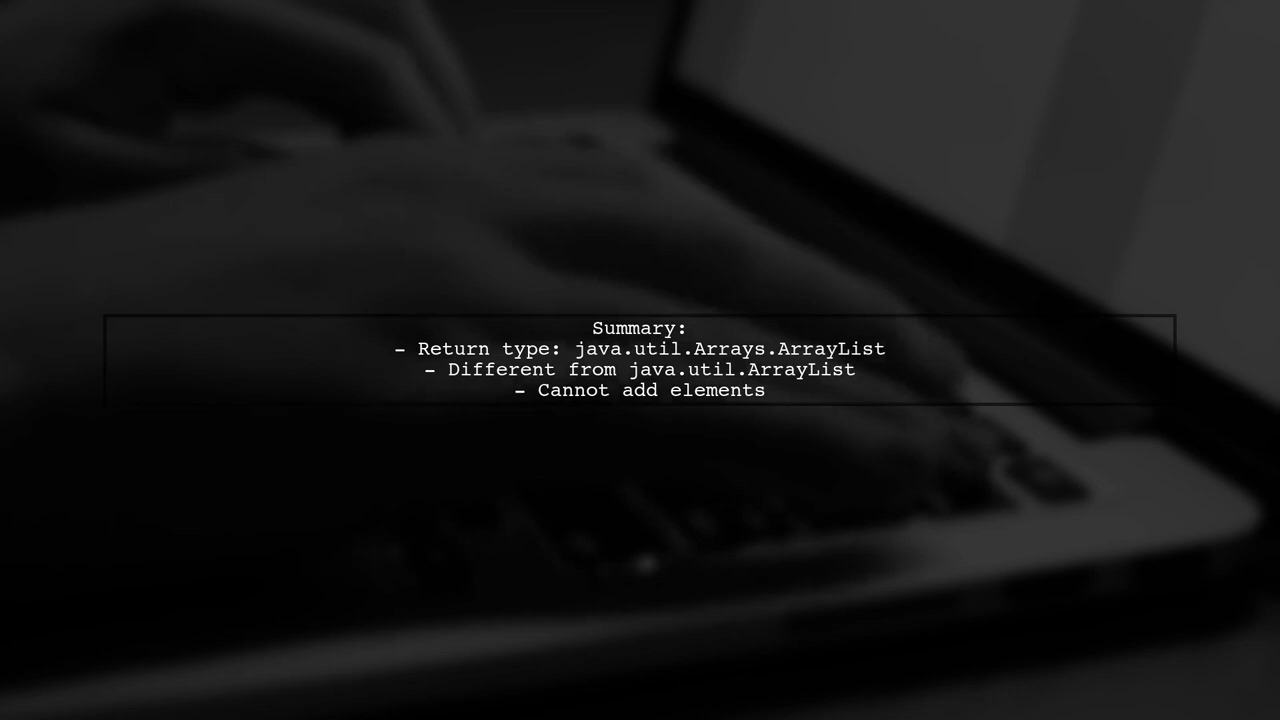 Summary:
- Return type: java.util.Arrays.ArrayList
- Different from java.util.ArrayList
- Cannot add elements